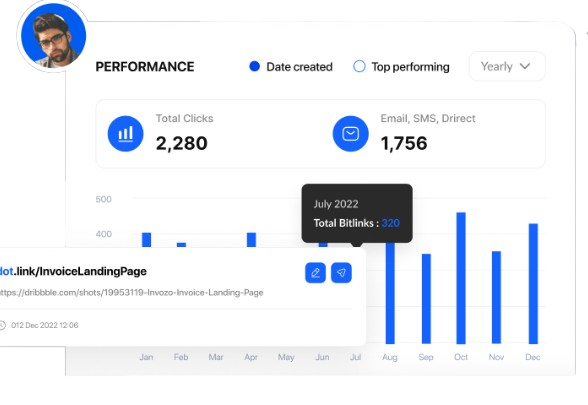 PERFORMANCE
Date created
Top performing
Yearly
Total Clicks
2,280
Email, SMS, Drirect
1,756
July 2022
Total Bitlinks : 320
500
400
dot.link/InvoiceLandingPage
https://dribbble.com/shots/19953119-Invozo-Invoice-Landing-Page
012 Dec 2022 12:06
Jan Feb Mar Apr May Jun Jul Aug Sep Oct Nov Dec